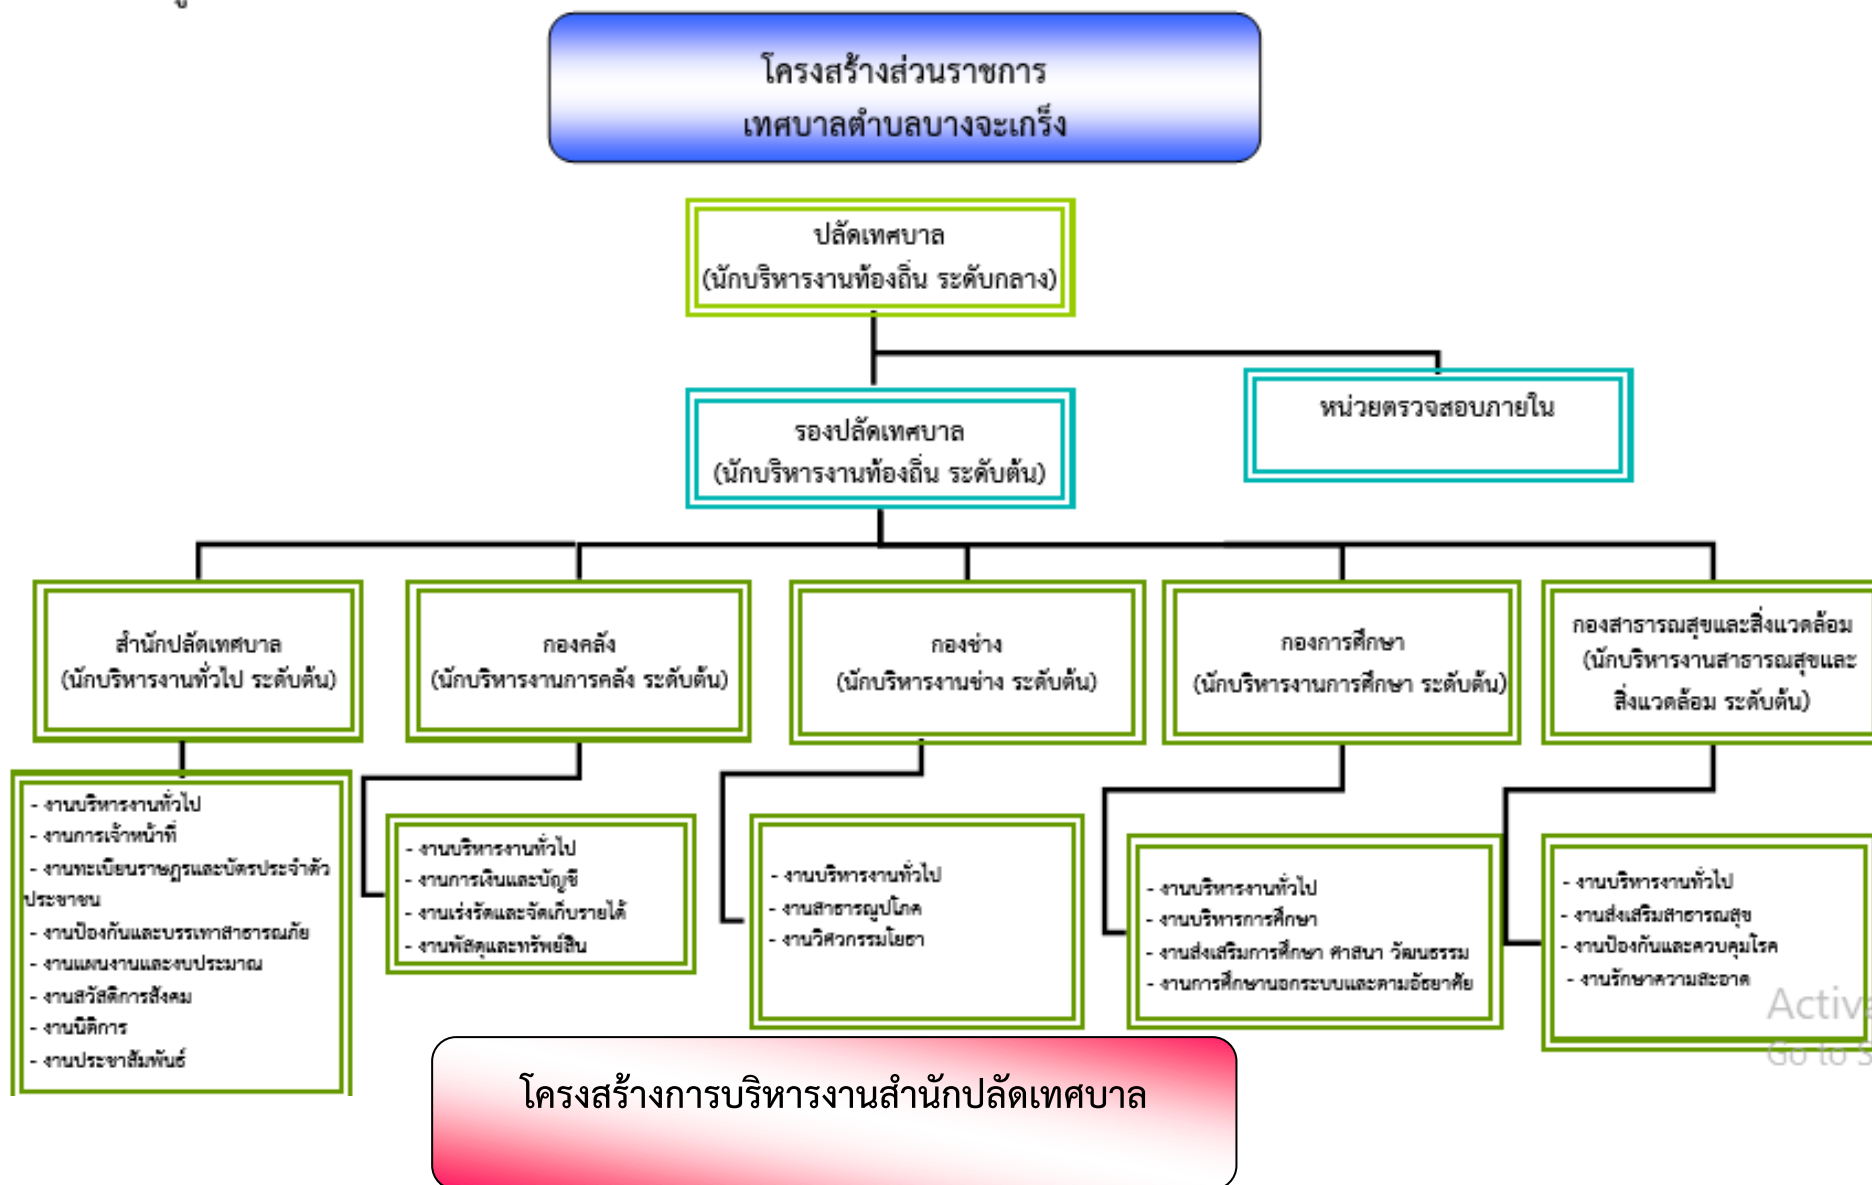 โครงสร้างส่วนราชการ
เทศบาลตำบลบางจะเกร็ง
ปลัดเทศบาล
(นักบริหารงานท้องถิ่น ระดับกลาง)
หน่วยตรวจสอบภายใน
รองปลัดเทศบาล
(นักบริหารงานท้องถิ่น ระดับต้น)
สำนักปลัดเทศบาล
(นักบริหารงานทั่วไป ระดับต้น)
กองคลัง
(นักบริหารงานการคลัง ระดับต้น)
กองช่าง
(นักบริหารงานช่าง ระดับต้น)
กองการศึกษา
(นักบริหารงานการศึกษา ระดับต้น)
กองสาธารณสุขและสิ่งแวดล้อม
(นักบริหารงานสาธารณสุขและ
สิ่งแวดล้อม ระดับต้น)
- งานบริหารงานทั่วไป
- งานการเจ้าหน้าที่
- งานทะเบียนราษฎรและบัตรประจำตัว
ประชาชน
- งานป้องกันและบรรเทาสาธารณภัย
- งานแผนงานและงบประมาณ
- งานสวัสดิการสังคม
- งานนิติการ
- งานประชาสัมพันธ์
- งานบริหารงานทั่วไป
- งานการเงินและบัญชี
- งานเร่งรัดและจัดเก็บรายได้
- งานพัสดุและทรัพย์สิน
- งานบริหารงานทั่วไป
- งานสาธารณูปโภค
- งานวิศวกรรมโยธา
- งานบริหารงานทั่วไป
- งานบริหารการศึกษา
- งานส่งเสริมการศึกษา ศาสนา วัฒนธรรม
- งานการศึกษานอกระบบและตามอัธยาศัย
- งานบริหารงานทั่วไป
- งานส่งเสริมสาธารณสุข
- งานป้องกันและควบคุมโรค
- งานรักษาความสะอาด
Activa
Go to S
โครงสร้างการบริหารงานสำนักปลัดเทศบาล